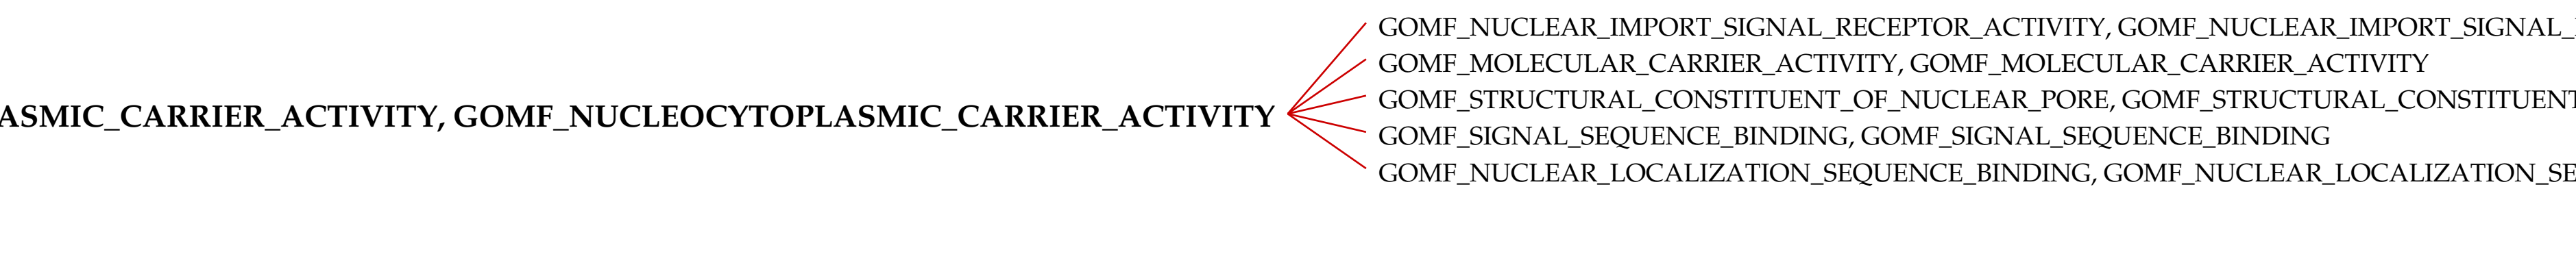 GOMF_NUCLEAR_IMPORT_SIGNAL_RECEPTOR_ACTIVITY, GOMF_NUCLEAR_IMPORT_SIGNAL_
GOMF_MOLECULAR_CARRIER_ACTIVITY, GOMF_MOLECULAR_CARRIER_ACTIVITY
GOMF_STRUCTURAL_CONSTITUENT_OF_NUCLEAR_PORE, GOMF_STRUCTURAL_CONSTITUENT
ASMIC_CARRIER_ACTIVITY, GOMF_NUCLEOCYTOPLASMIC_CARRIER_ACTIVITY
GOMF_SIGNAL_SEQUENCE_BINDING, GOMF_SIGNAL_SEQUENCE_BINDING
GOMF_NUCLEAR_LOCALIZATION_SEQUENCE_BINDING, GOMF_NUCLEAR_LOCALIZATION_SE